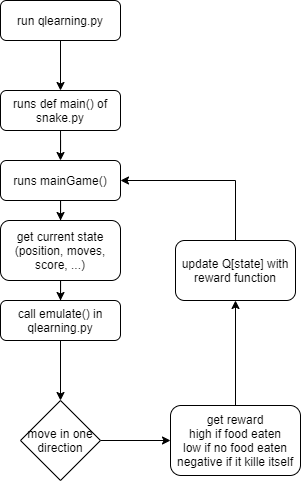 run qlearning.py
runs def main() of
snake.py
runs mainGame()
get current state
(position, moves,
score, ...)
call emulate() in
qlearning.py
move in one
direction
get reward
high if food eaten
low if no food eaten
negative if it kille itself
update Q[state] with
reward function